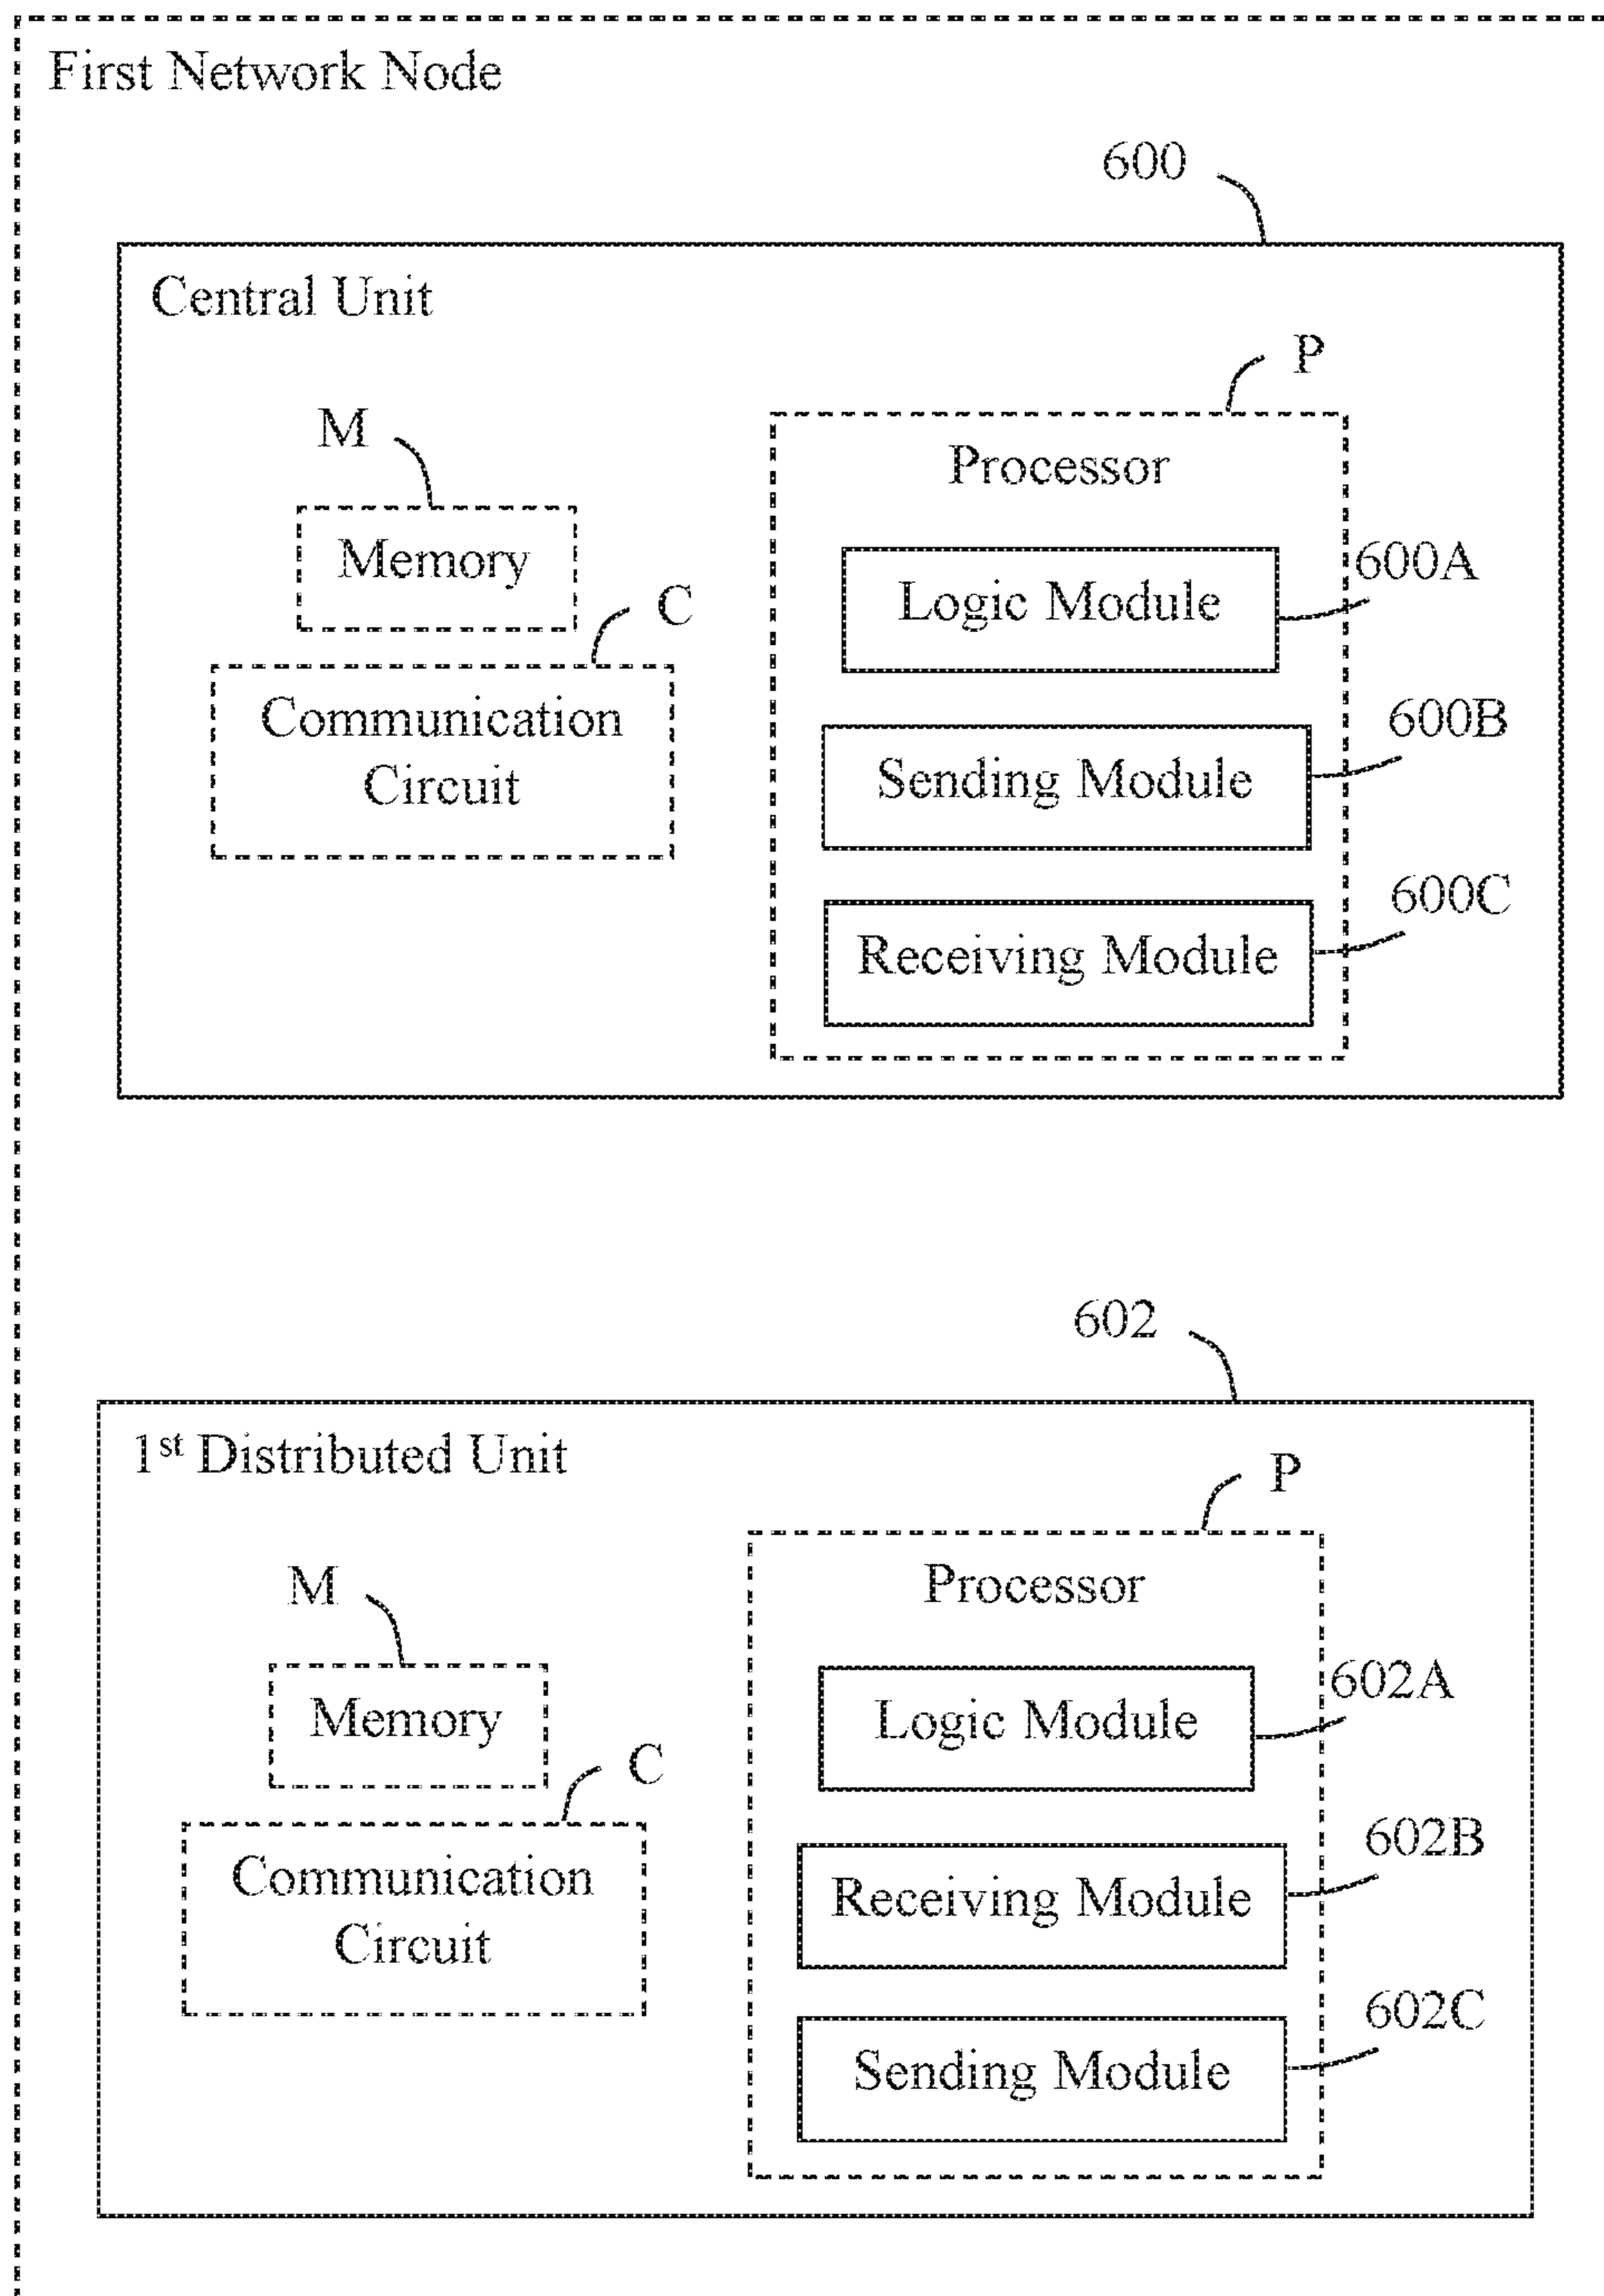 First Network Node
600
Central Unit
P
M
Processor
Memory
600A
Logic Module
C
Communication
Circuit
600B
Sending Module
600C
Receiving Module
602
1st Distributed Unit
P
M
Processor
Memory
602A
Logic Module
C
Communication
Circuit
602B
Receiving Module
602C
Sending Module